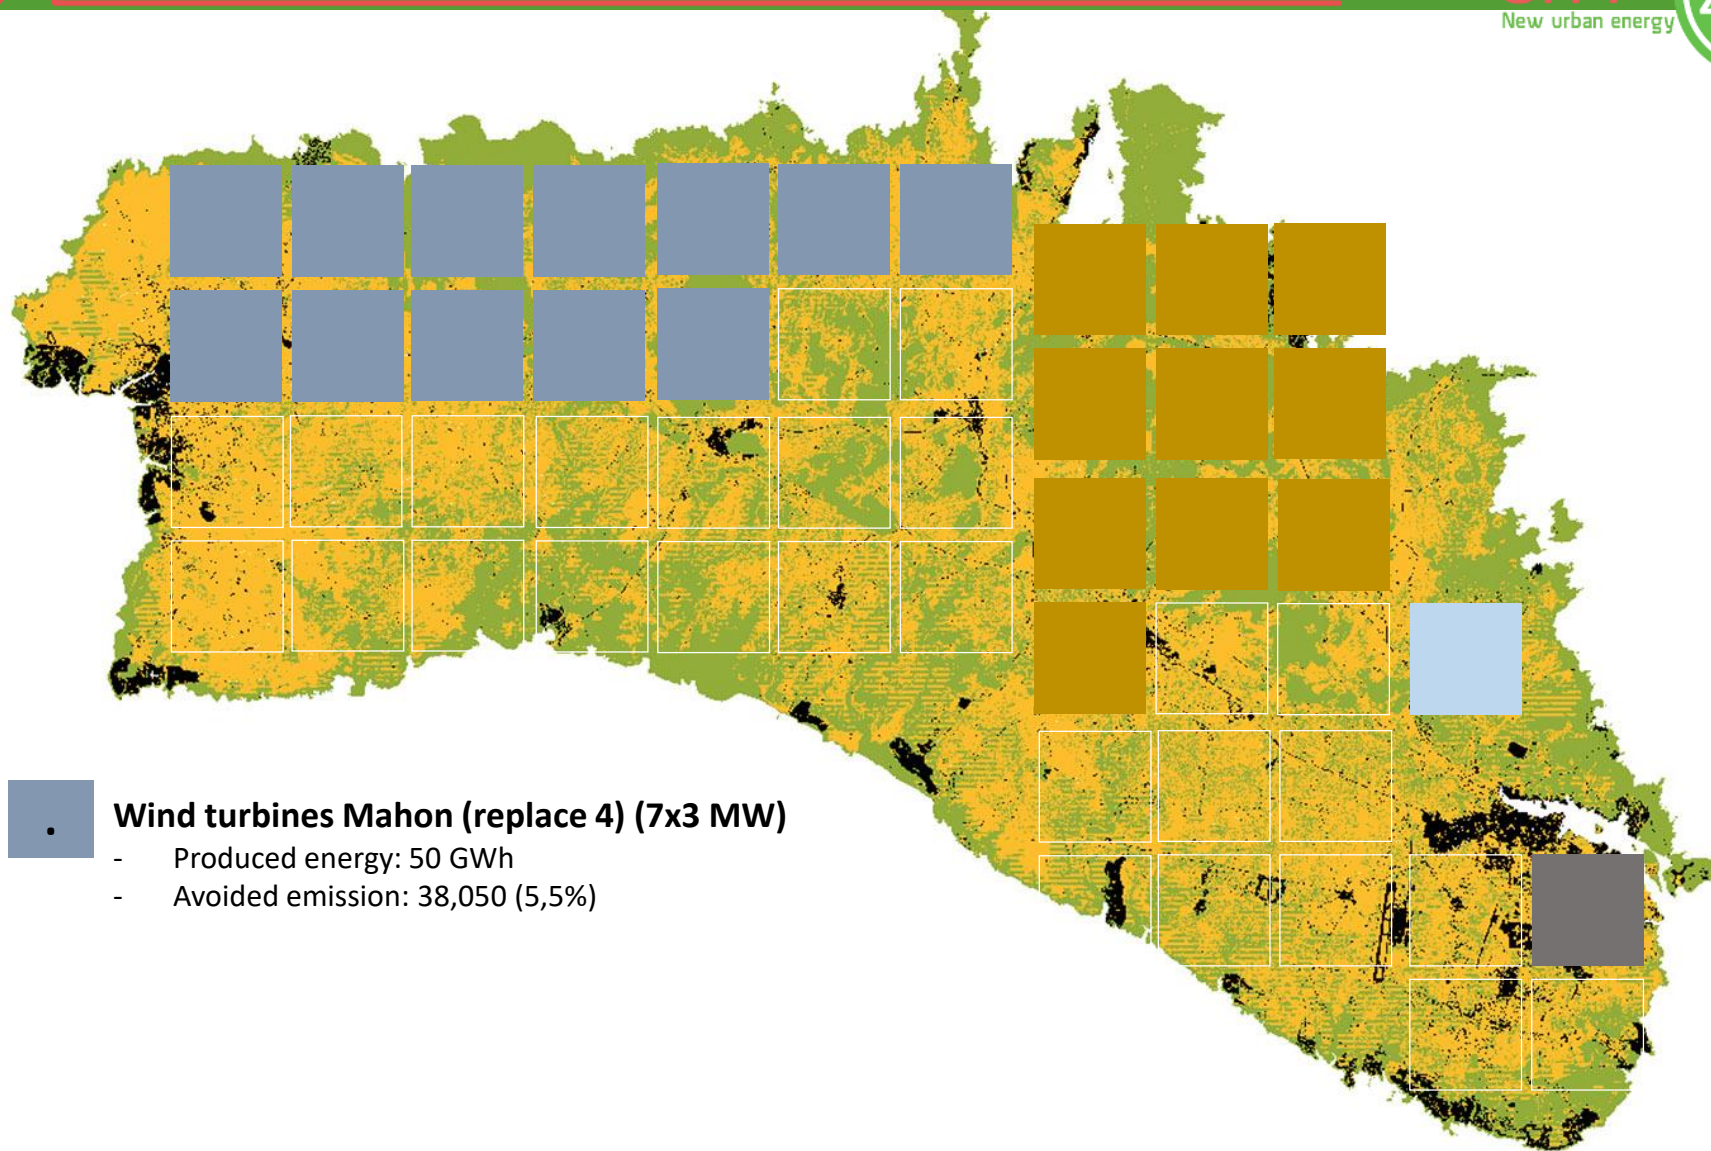 New urban energy
.
Wind turbines Mahon (replace 4) (7x3 MW)
- Produced energy: 50 GWh
- Avoided emission: 38,050 (5,5%)